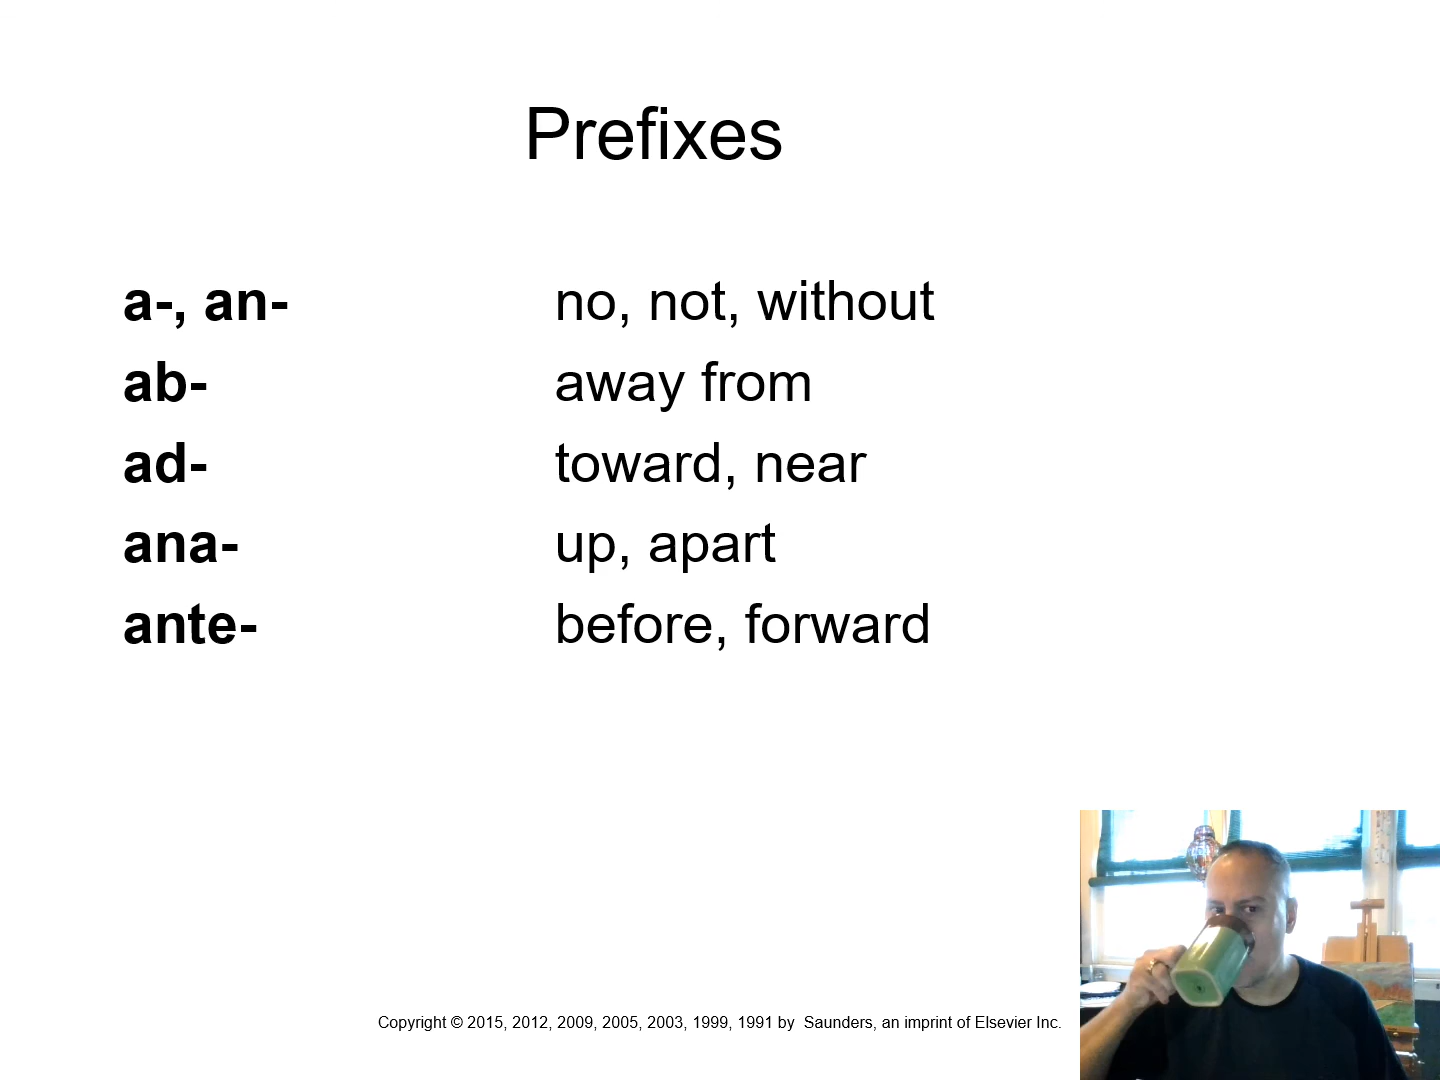 Prefixes
a-, an- no, not, without
ab- away from
ad- toward, near
ana- up, apart
ante- before, forward
Copyright © 2015, 2012, 2009, 2005, 2003, 1999, 1991 by Saunders, an imprint of Elsevier Inc.